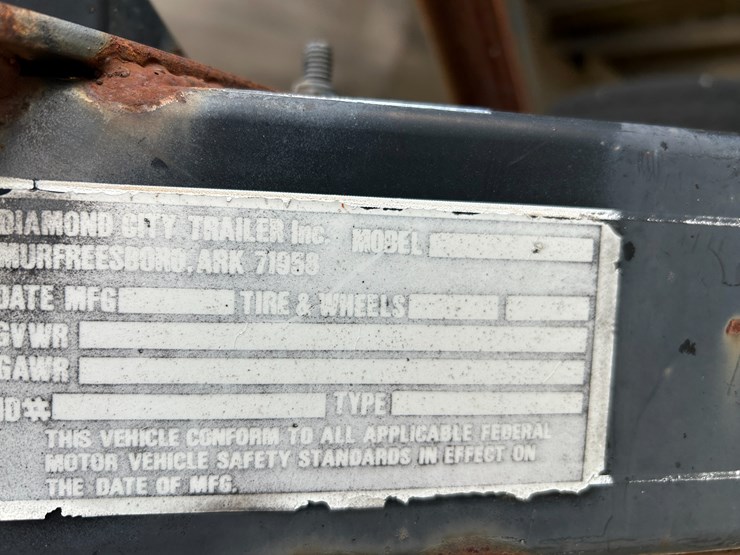 DIAMOND CITY TRAILER INC. MODEL
MURFREESBORO, ARK 71958
DATE MFG TIRE & WHEELS
GVWR
GAWR
ID# TYPE
THIS VEHICLE CONFORM TO ALL APPLICABLE FEDERAL
MOTOR VEHICLE SAFETY STANDARDS IN EFFECT ON
THE DATE OF MFG.